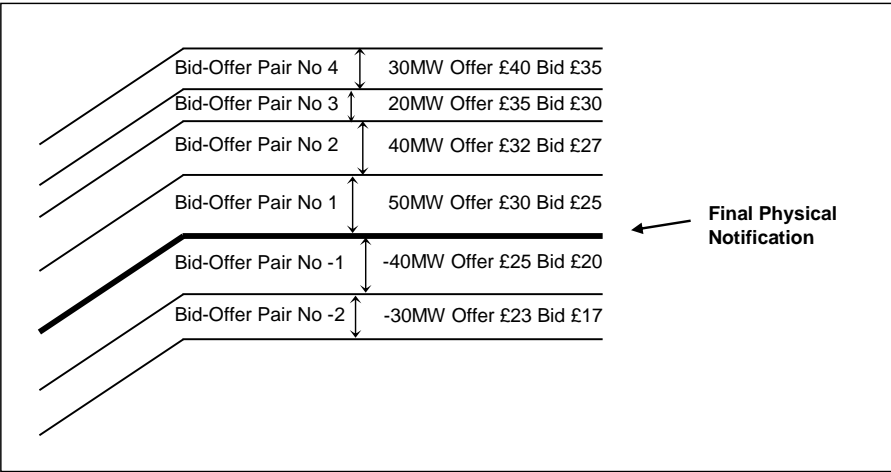 Bid-Offer Pair No 4 30MW Offer £40 Bid £35
Bid-Offer Pair No 3 20MW Offer £35 Bid £30
Bid-Offer Pair No 2 40MW Offer £32 Bid £27
Bid-Offer Pair No 1 50MW Offer £30 Bid £25
Final Physical
Notification
Bid-Offer Pair No -1 -40MW Offer £25 Bid £20
Bid-Offer Pair No -2 -30MW Offer £23 Bid £17